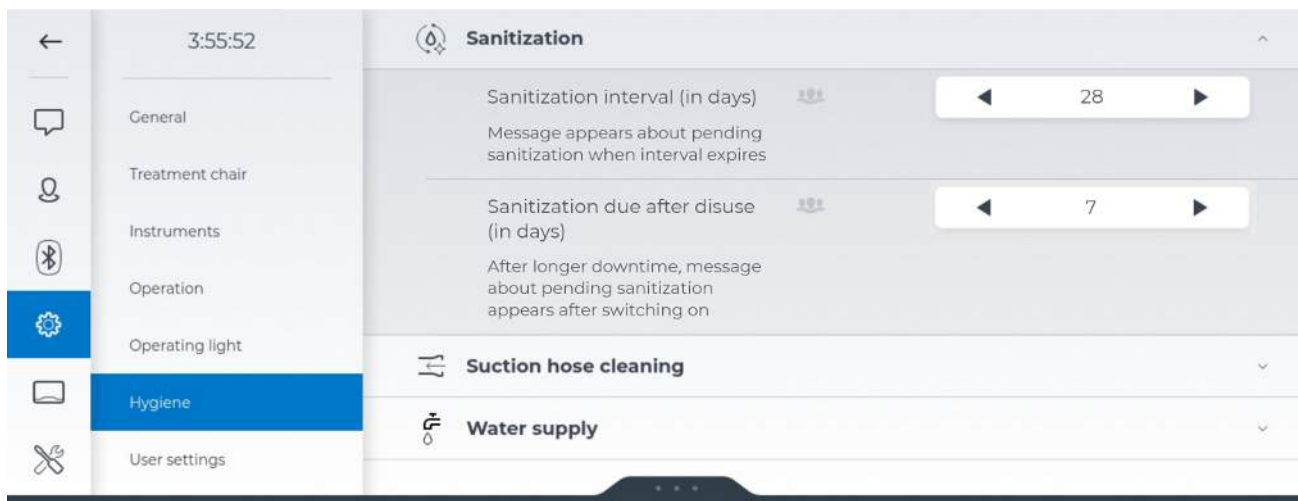 3:55:52
General
Treatment chair
Instruments
Operation
Operating light
Hygiene
User settings
Sanitization
Sanitization interval (in days)
28
Message appears about pending
sanitization when interval expires
Sanitization due after disuse
(in days)
7
After longer downtime, message
about pending sanitization
appears after switching on
Suction hose cleaning
Water supply